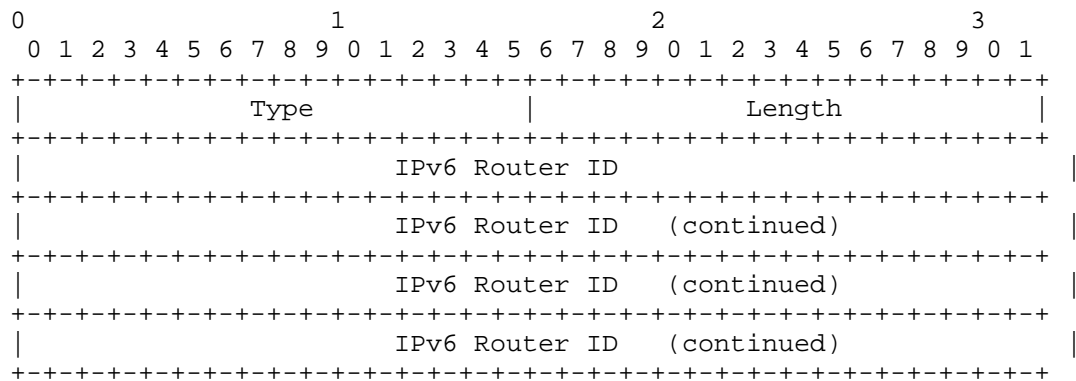 0                   1                   2                   3
 0 1 2 3 4 5 6 7 8 9 0 1 2 3 4 5 6 7 8 9 0 1 2 3 4 5 6 7 8 9 0 1
+-+-+-+-+-+-+-+-+-+-+-+-+-+-+-+-+-+-+-+-+-+-+-+-+-+-+-+-+-+-+-+-+
|              Type             |             Length            |
+-+-+-+-+-+-+-+-+-+-+-+-+-+-+-+-+-+-+-+-+-+-+-+-+-+-+-+-+-+-+-+-+
|                       IPv6 Router ID                            |
+-+-+-+-+-+-+-+-+-+-+-+-+-+-+-+-+-+-+-+-+-+-+-+-+-+-+-+-+-+-+-+-+
|                       IPv6 Router ID   (continued)              |
+-+-+-+-+-+-+-+-+-+-+-+-+-+-+-+-+-+-+-+-+-+-+-+-+-+-+-+-+-+-+-+-+
|                       IPv6 Router ID   (continued)              |
+-+-+-+-+-+-+-+-+-+-+-+-+-+-+-+-+-+-+-+-+-+-+-+-+-+-+-+-+-+-+-+-+
|                       IPv6 Router ID   (continued)              |
+-+-+-+-+-+-+-+-+-+-+-+-+-+-+-+-+-+-+-+-+-+-+-+-+-+-+-+-+-+-+-+-+